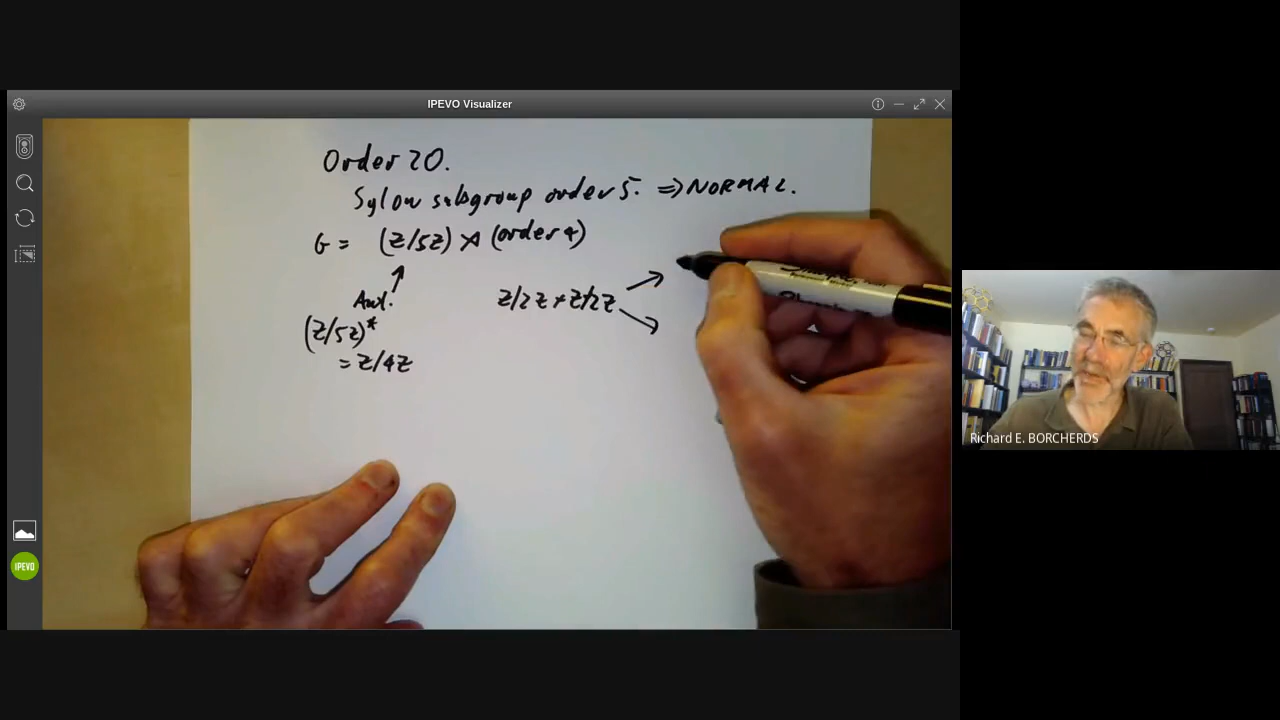 IPEVO Visualizer
Order 20.
Sylow subgroup order 5. ⇒ NORMAL.
G = (Z/5Z) ⋊ (order 4)
Aut.
Z/2Z × Z/2Z
(Z/5Z)*
= Z/4Z
Sharpie
IPEVO
Richard E. BORCHERDS